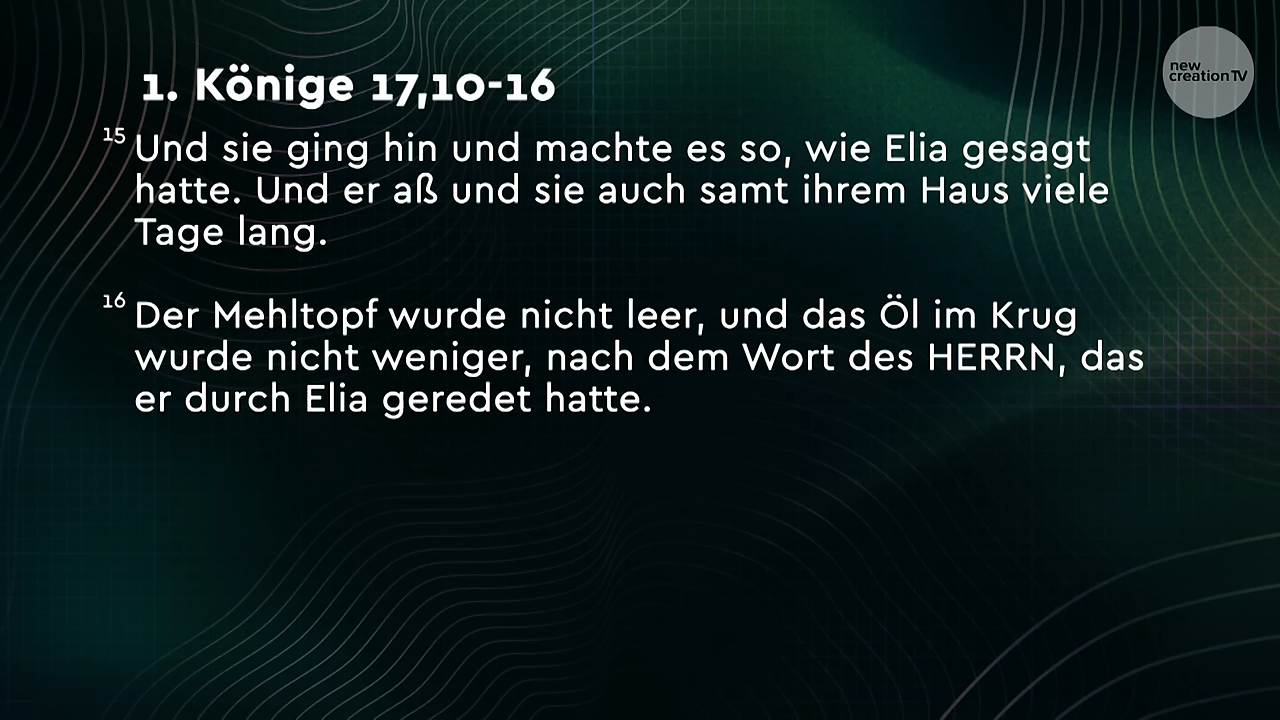 1. Könige 17,10-16
new
creation TV
15 Und sie ging hin und machte es so, wie Elia gesagt
hatte. Und er aß und sie auch samt ihrem Haus viele
Tage lang.
16 Der Mehltopf wurde nicht leer, und das Öl im Krug
wurde nicht weniger, nach dem Wort des HERRN, das
er durch Elia geredet hatte.